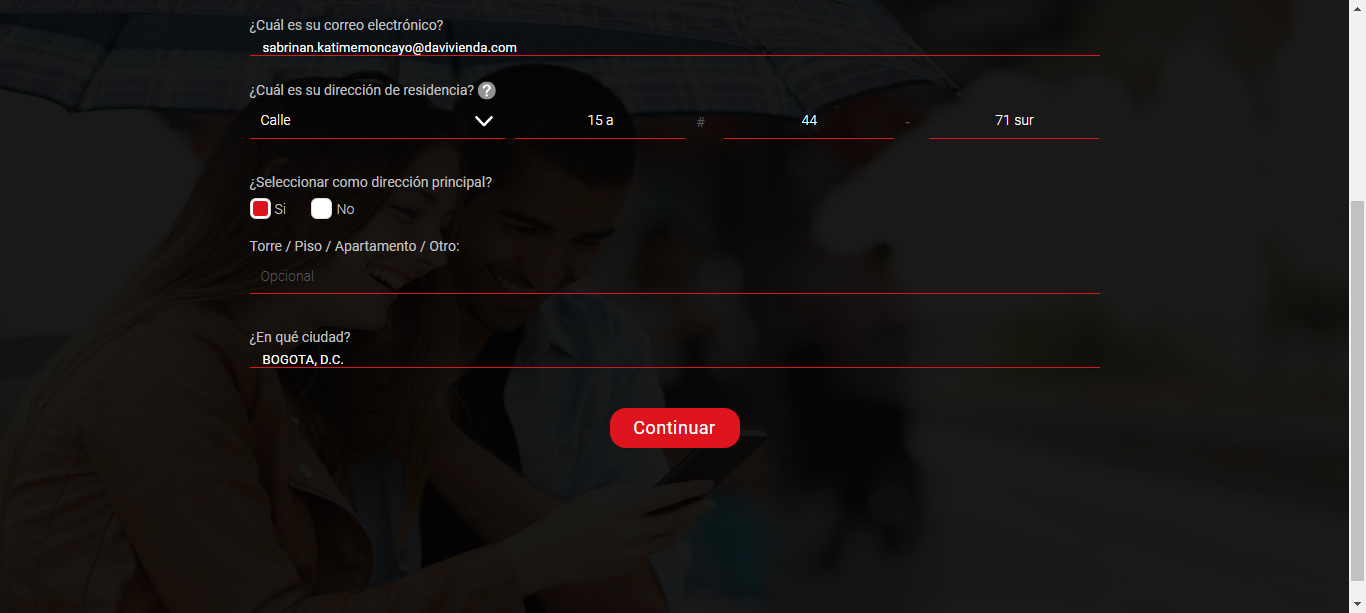 ¿Cuál es su correo electrónico?
sabrinan.katimemoncayo@davivienda.com
¿Cuál es su dirección de residencia? ?
Calle 15 a # 44 - 71 sur
¿Seleccionar como dirección principal?
Si No
Torre / Piso / Apartamento / Otro:
Opcional
¿En qué ciudad?
BOGOTA, D.C.
Continuar